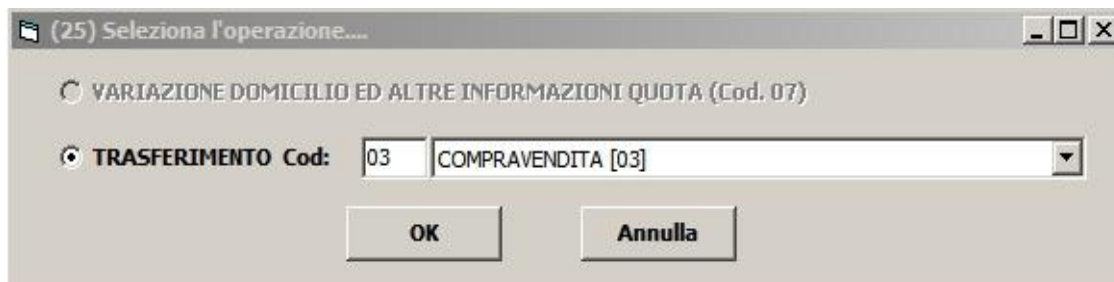 (25) Seleziona l'operazione....
VARIAZIONE DOMICILIO ED ALTRE INFORMAZIONI QUOTA (Cod. 07)
TRASFERIMENTO Cod: 03 COMPRAVENDITA [03]
OK Annulla